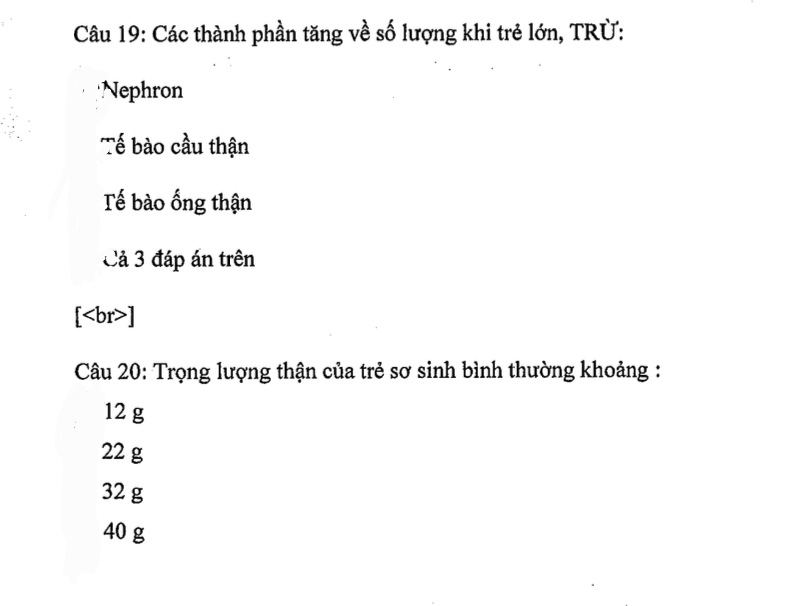 Câu 19: Các thành phần tăng về số lượng khi trẻ lớn, TRỪ:
Nephron
Tế bào cầu thận
Tế bào ống thận
Cả 3 đáp án trên
[<br>]
Câu 20: Trọng lượng thận của trẻ sơ sinh bình thường khoảng :
12 g
22 g
32 g
40 g